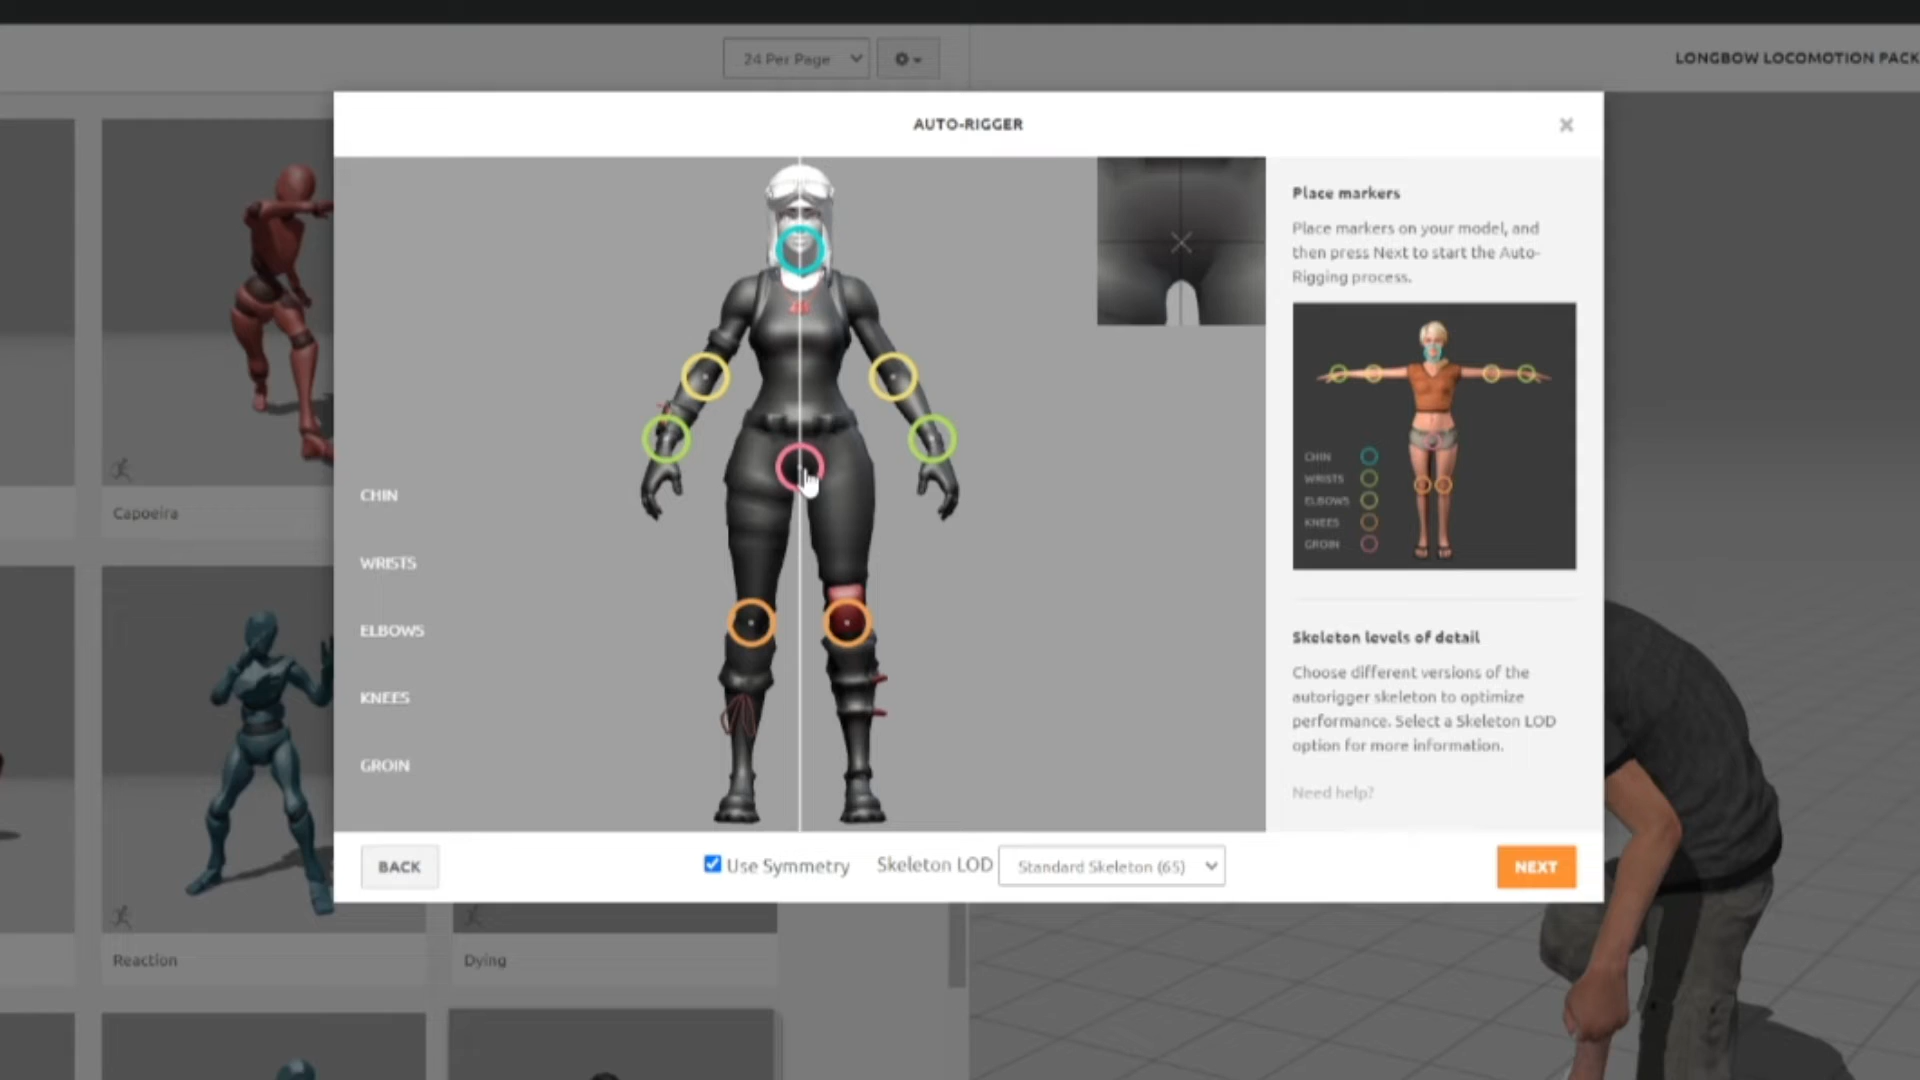 24 Per Page
LONGBOW LOCOMOTION PACK
AUTO-RIGGER
Place markers
Place markers on your model, and
then press Next to start the Auto-
Rigging process.
CHIN
WRISTS
ELBOWS
KNEES
GROIN
CHIN
WRISTS
ELBOWS
KNEES
GROIN
Skeleton levels of detail
Choose different versions of the
autorigger skeleton to optimize
performance. Select a Skeleton LOD
option for more information.
Need help?
BACK
Use Symmetry
Skeleton LOD
Standard Skeleton (65)
NEXT
Capoeira
Reaction
Dying